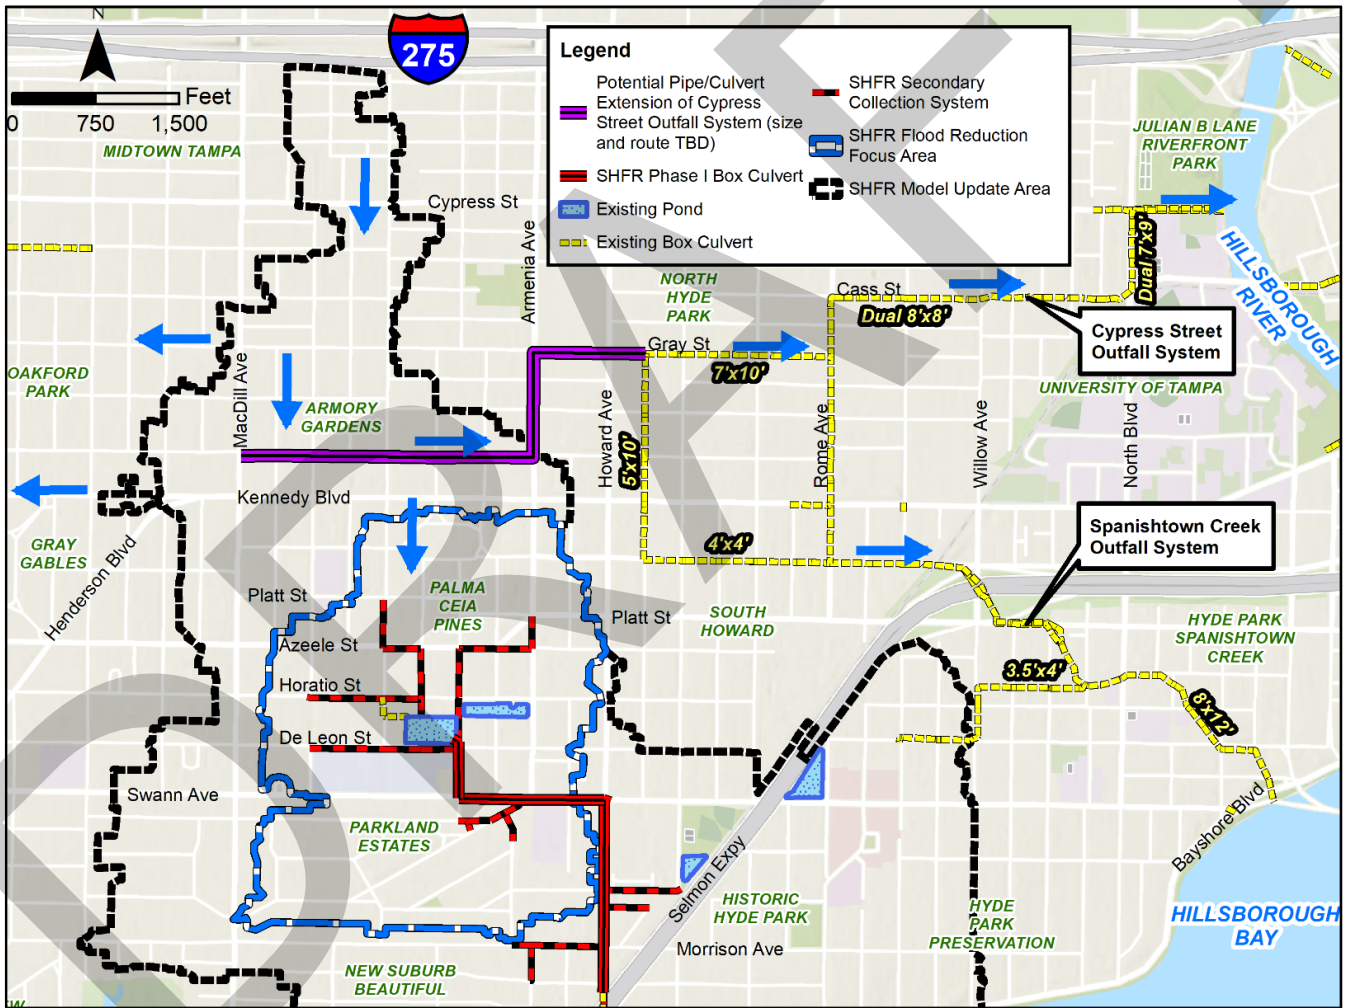 N
Feet
0 750 1,500
275
Legend
Potential Pipe/Culvert
Extension of Cypress
Street Outfall System (size
and route TBD)
SHFR Phase I Box Culvert
Existing Pond
Existing Box Culvert
SHFR Secondary
Collection System
SHFR Flood Reduction
Focus Area
SHFR Model Update Area
MIDTOWN TAMPA
JULIAN B LANE
RIVERFRONT
PARK
Cypress St
Armenia Ave
NORTH
HYDE
PARK
Dual 7'x9'
HILLSBOROUGH
RIVER
Cass St
Dual 8'x8'
Cypress Street
Outfall System
Gray St
7'x10'
OAKFORD
PARK
MacDill Ave
ARMORY
GARDENS
UNIVERSITY OF TAMPA
Howard Ave
5'x10'
Rome Ave
Willow Ave
North Blvd
Kennedy Blvd
GRAY
GABLES
Henderson Blvd
4'x4'
Spanishtown Creek
Outfall System
Platt St
PALMA
CEIA
PINES
Platt St
SOUTH
HOWARD
HYDE PARK
SPANISHTOWN
CREEK
Azeele St
Horatio St
3.5'x4'
8'x12'
De Leon St
Swann Ave
PARKLAND
ESTATES
Bayshore Blvd
Selmon Expy
HISTORIC
HYDE PARK
HYDE
PARK
PRESERVATION
HILLSBOROUGH
BAY
Morrison Ave
NEW SUBURB
BEAUTIFUL
EW
DRAFT